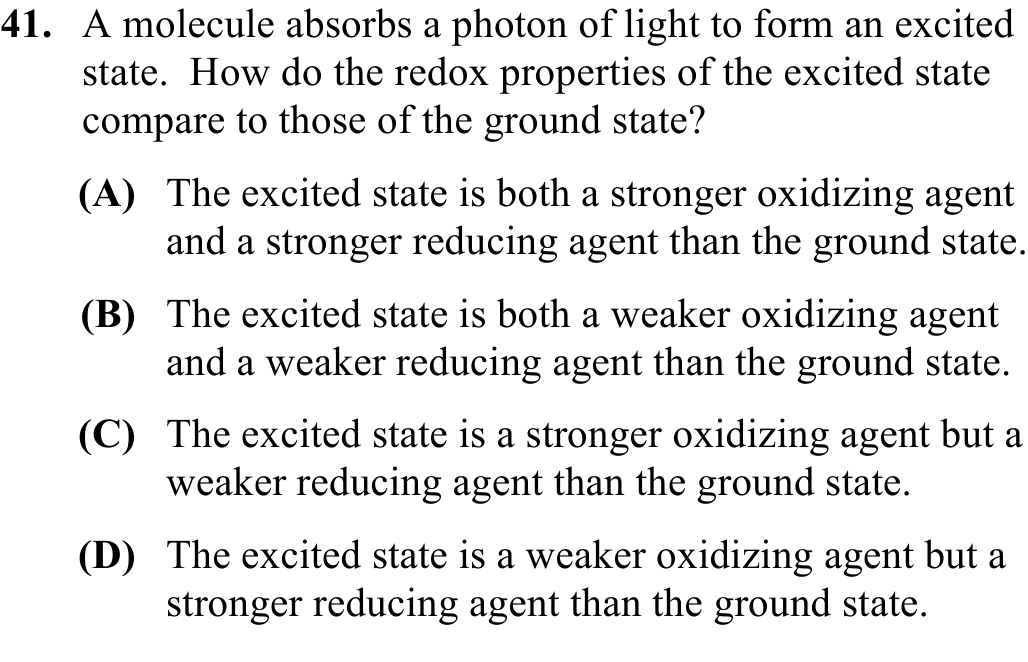 41. A molecule absorbs a photon of light to form an excited
state. How do the redox properties of the excited state
compare to those of the ground state?
(A) The excited state is both a stronger oxidizing agent
and a stronger reducing agent than the ground state.
(B) The excited state is both a weaker oxidizing agent
and a weaker reducing agent than the ground state.
(C) The excited state is a stronger oxidizing agent but a
weaker reducing agent than the ground state.
(D) The excited state is a weaker oxidizing agent but a
stronger reducing agent than the ground state.